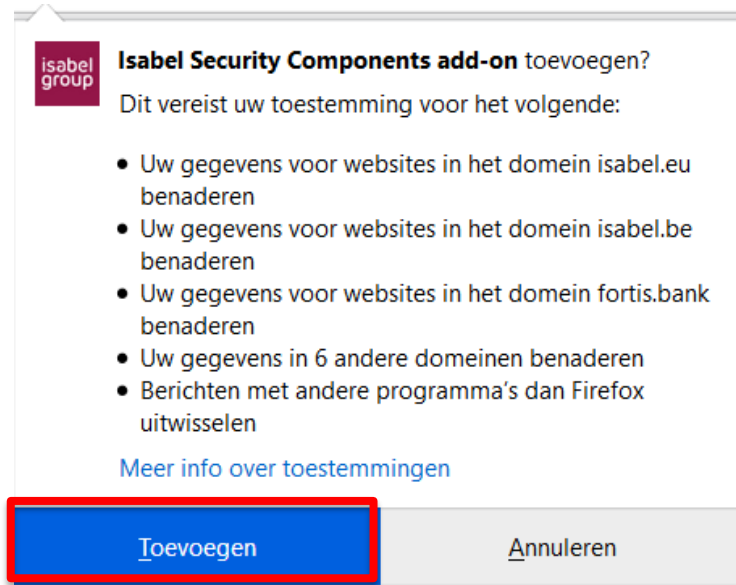 isabel
group
Isabel Security Components add-on toevoegen?
Dit vereist uw toestemming voor het volgende:
• Uw gegevens voor websites in het domein isabel.eu
benaderen
• Uw gegevens voor websites in het domein isabel.be
benaderen
• Uw gegevens voor websites in het domein fortis.bank
benaderen
• Uw gegevens in 6 andere domeinen benaderen
• Berichten met andere programma’s dan Firefox
uitwisselen
Meer info over toestemmingen
Toevoegen
Annuleren